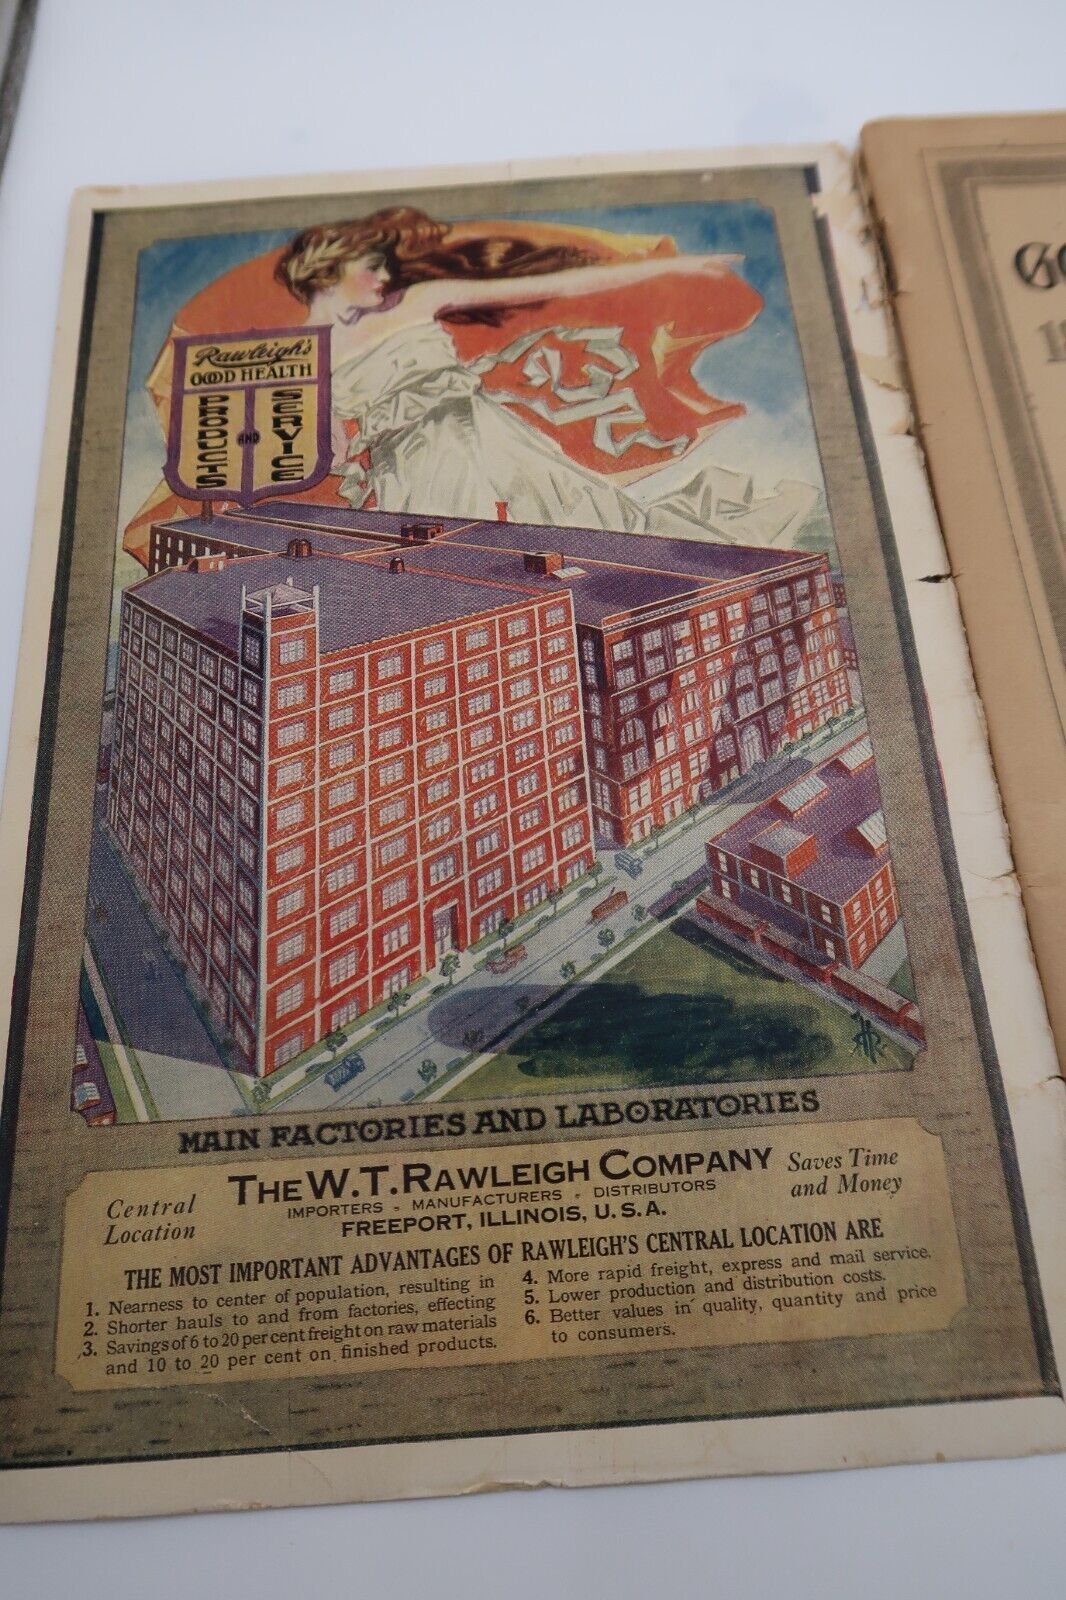 Rawleigh's
GOOD HEALTH
PRODUCTS
AND
SERVICE
MAIN FACTORIES AND LABORATORIES
Central
Location
THE W. T. RAWLEIGH COMPANY
IMPORTERS - MANUFACTURERS - DISTRIBUTORS
FREEPORT, ILLINOIS, U. S. A.
Saves Time
and Money
THE MOST IMPORTANT ADVANTAGES OF RAWLEIGH'S CENTRAL LOCATION ARE
1. Nearness to center of population, resulting in
2. Shorter hauls to and from factories, effecting
3. Savings of 6 to 20 per cent freight on raw materials
and 10 to 20 per cent on finished products.
4. More rapid freight, express and mail service.
5. Lower production and distribution costs.
6. Better values in quality, quantity and price
to consumers.